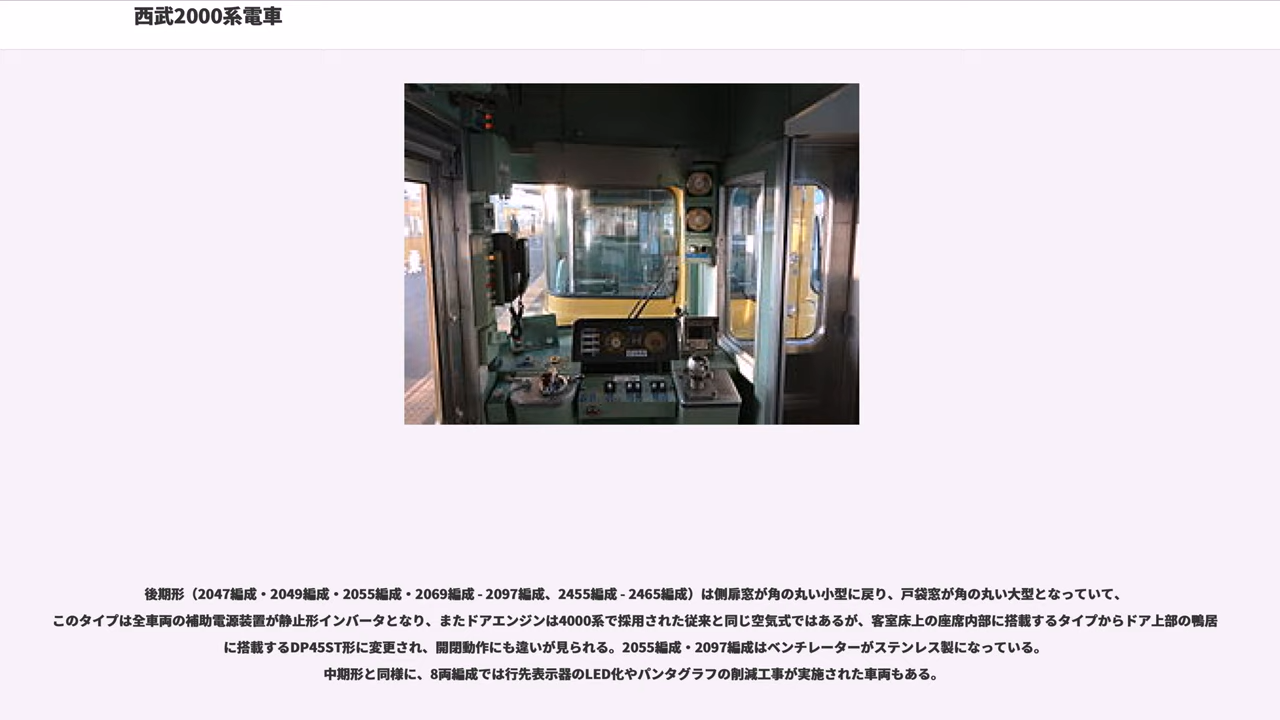 西武2000系電車
後期形（2047編成・2049編成・2055編成・2069編成 - 2097編成、2455編成 - 2465編成）は側扉窓が角の丸い小型に戻り、戸袋窓が角の丸い大型となっていて、
このタイプは全車両の補助電源装置が静止形インバータとなり、またドアエンジンは4000系で採用された従来と同じ空気式ではあるが、客室床上の座席内部に搭載するタイプからドア上部の鴨居
に搭載するDP45ST形に変更され、開閉動作にも違いが見られる。2055編成・2097編成はベンチレーターがステンレス製になっている。
中期形と同様に、8両編成では行先表示器のLED化やパンタグラフの削減工事が実施された車両もある。